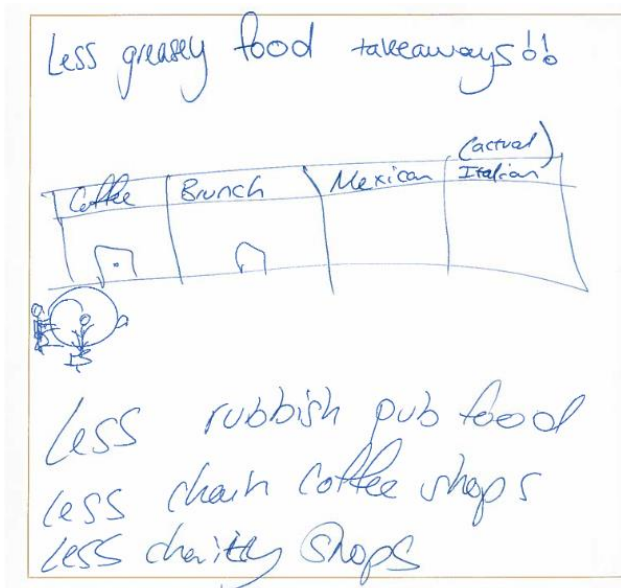 Less greasey food takeaways!!
(actual)
Coffee Brunch Mexican Italian
Less rubbish pub food
Less chain coffee shops
Less charity shops